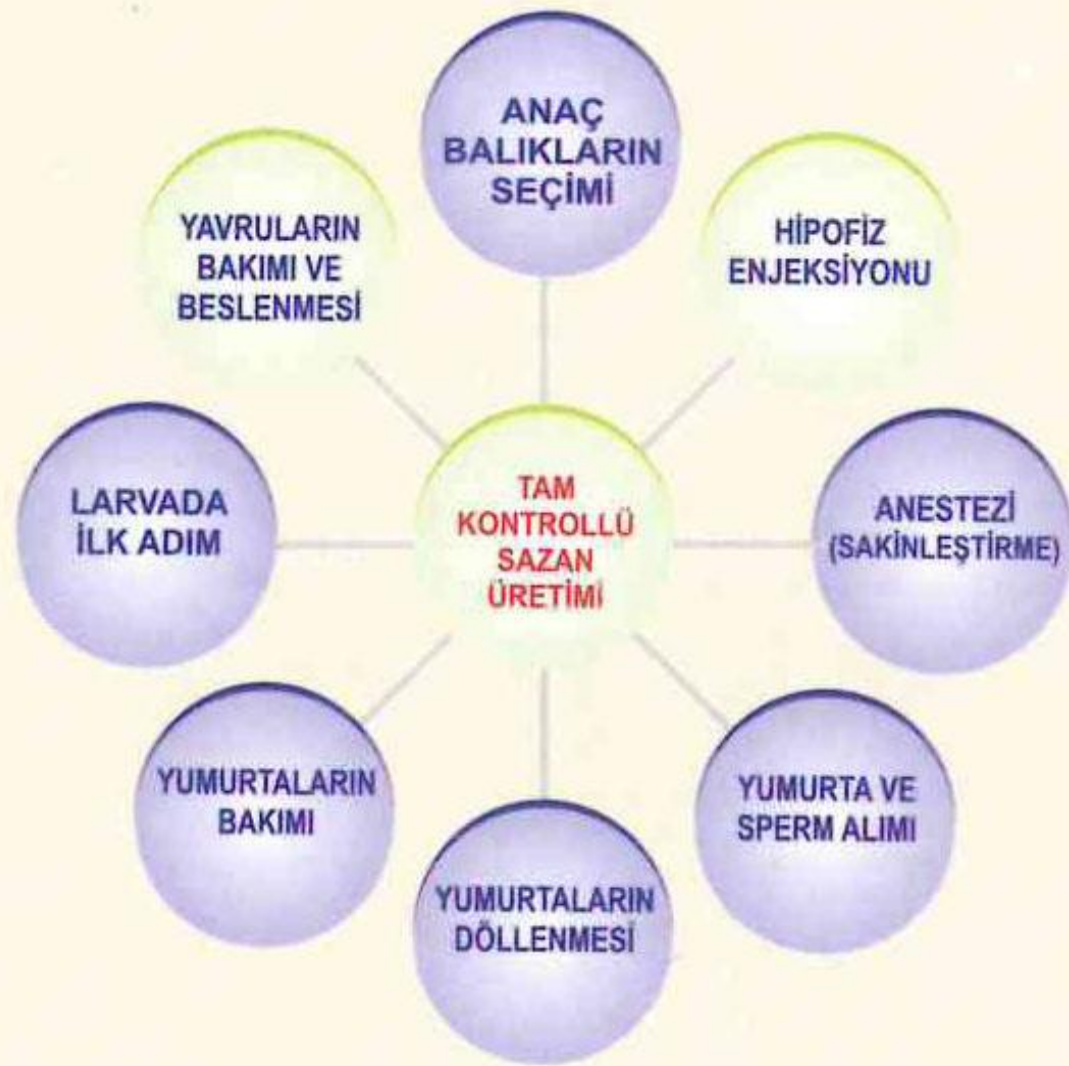 ANAÇ
BALIKLARIN
SEÇİMİ
HİPOFİZ
ENJEKSİYONU
ANESTEZİ
(SAKİNLEŞTİRME)
YUMURTA VE
SPERM ALIMI
YUMURTALARIN
DÖLLENMESİ
YUMURTALARIN
BAKIMI
LARVADA
İLK ADIM
YAVRULARIN
BAKIMI VE
BESLENMESİ
TAM
KONTROLLÜ
SAZAN
ÜRETİMİ